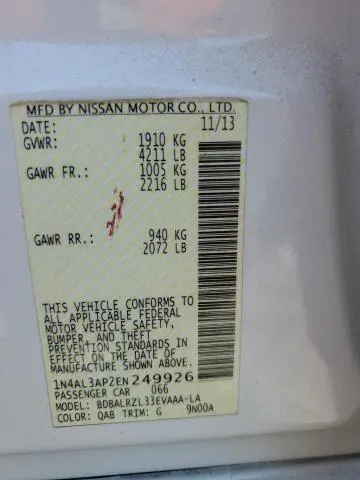 MFD BY NISSAN MOTOR CO., LTD.
DATE: 11/13
GVWR: 1910 KG
4211 LB
GAWR FR.: 1005 KG
2216 LB
GAWR RR.: 940 KG
2072 LB
THIS VEHICLE CONFORMS TO
ALL APPLICABLE FEDERAL
MOTOR VEHICLE SAFETY,
BUMPER, AND THEFT
PREVENTION STANDARDS
IN EFFECT ON THE DATE OF
MANUFACTURE SHOWN ABOVE.
1N4AL3AP2EN249926
PASSENGER CAR 066
MODEL: BDBALRZL33EVAAA-LA
COLOR: QAB TRIM: G 9N00A